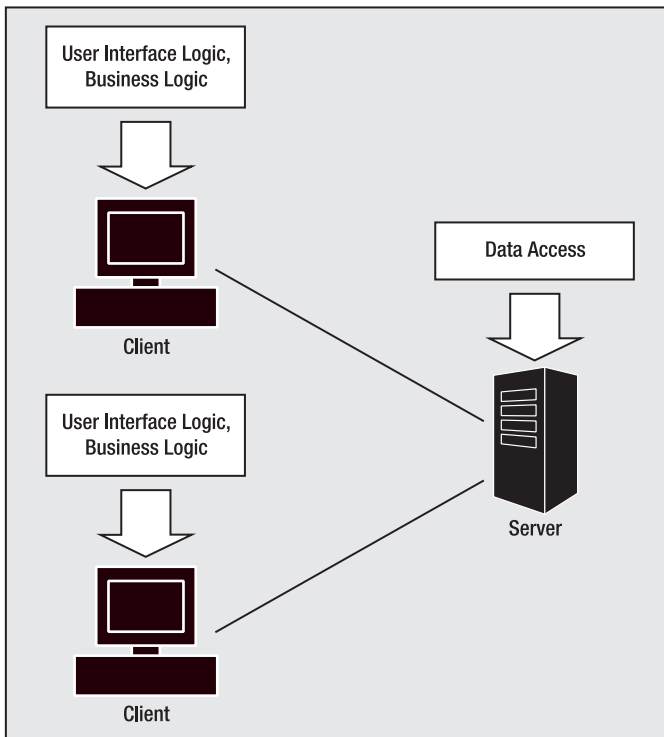 User Interface Logic,
Business Logic
Client
Data Access
Server
User Interface Logic,
Business Logic
Client